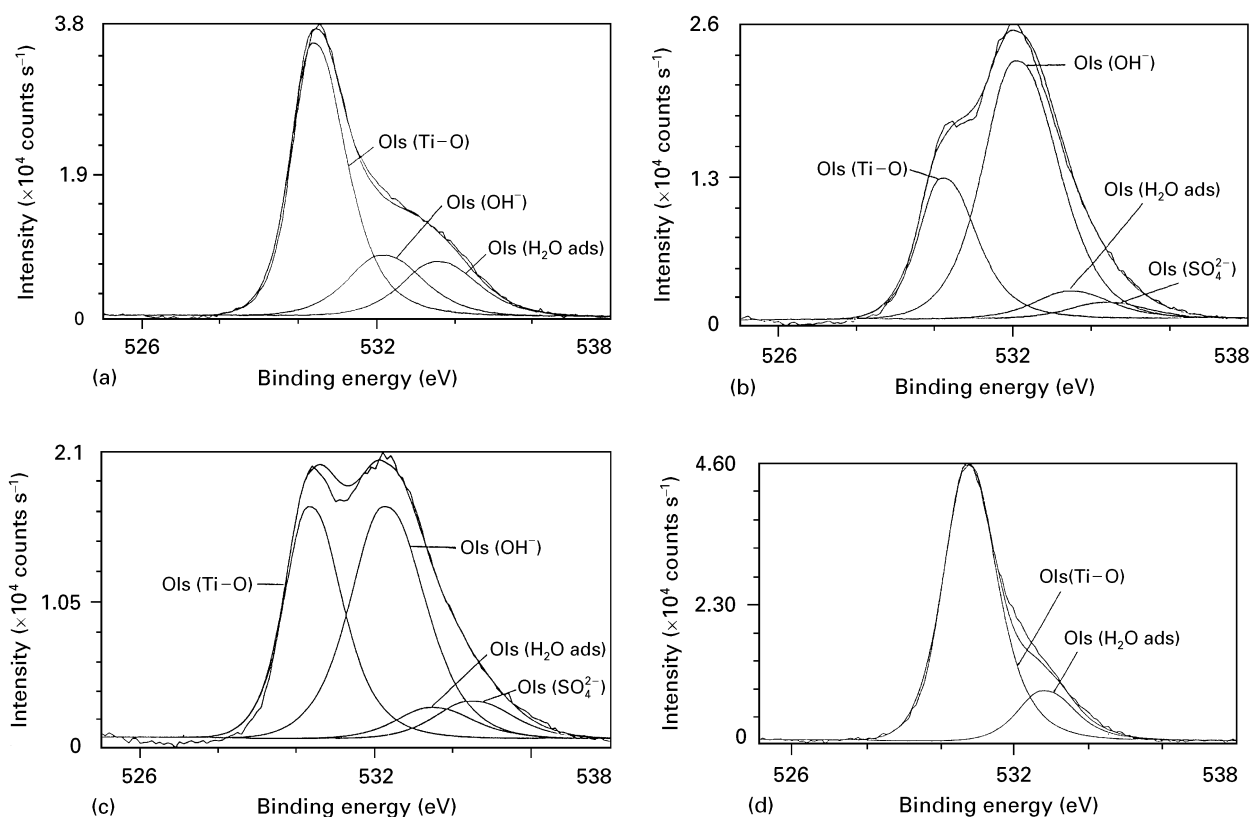 3.8
1.9
0
Intensity (×10⁴ counts s⁻¹)
OIs (Ti−O)
OIs (OH⁻)
OIs (H₂O ads)
526
532
538
Binding energy (eV)
(a)
2.6
1.3
0
Intensity (×10⁴ counts s⁻¹)
OIs (OH⁻)
OIs (Ti−O)
OIs (H₂O ads)
OIs (SO₄²⁻)
526
532
538
Binding energy (eV)
(b)
2.1
1.05
0
Intensity (×10⁴ counts s⁻¹)
OIs (OH⁻)
OIs (Ti−O)
OIs (H₂O ads)
OIs (SO₄²⁻)
526
532
538
Binding energy (eV)
(c)
4.60
2.30
0
Intensity (×10⁴ counts s⁻¹)
OIs(Ti−O)
OIs (H₂O ads)
526
532
538
Binding energy (eV)
(d)